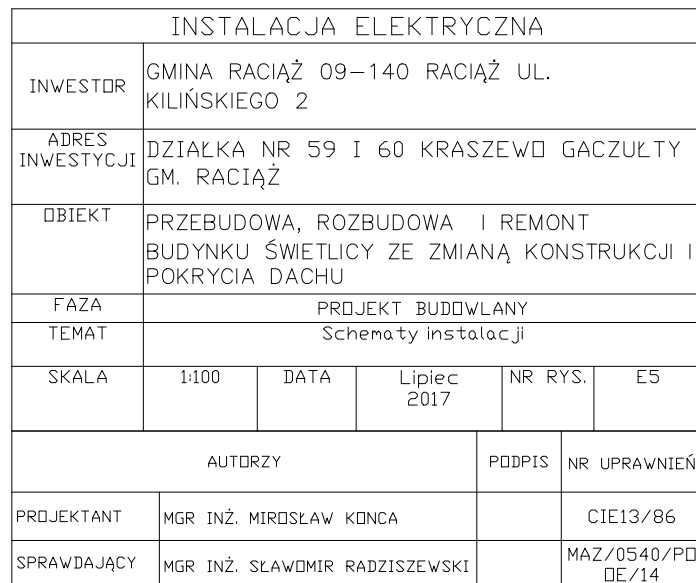 INSTALACJA ELEKTRYCZNA
INWESTOR
GMINA RACIĄŻ 09-140 RACIĄŻ UL.
KILIŃSKIEGO 2
ADRES
INWESTYCJI
DZIAŁKA NR 59 I 60 KRASZEWO GACZUŁTY
GM. RACIĄŻ
OBIEKT
PRZEBUDOWA, ROZBUDOWA I REMONT
BUDYNKU ŚWIETLICY ZE ZMIANĄ KONSTRUKCJI I
POKRYCIA DACHU
FAZA
PROJEKT BUDOWLANY
TEMAT
Schematy instalacji
SKALA
1:100
DATA
Lipiec
2017
NR RYS.
E5
AUTORZY
PODPIS
NR UPRAWNIEŃ
PROJEKTANT
MGR INŻ. MIROSŁAW KONCA
CIE13/86
SPRAWDAJĄCY
MGR INŻ. SŁAWOMIR RADZISZEWSKI
MAZ/0540/PO
OE/14